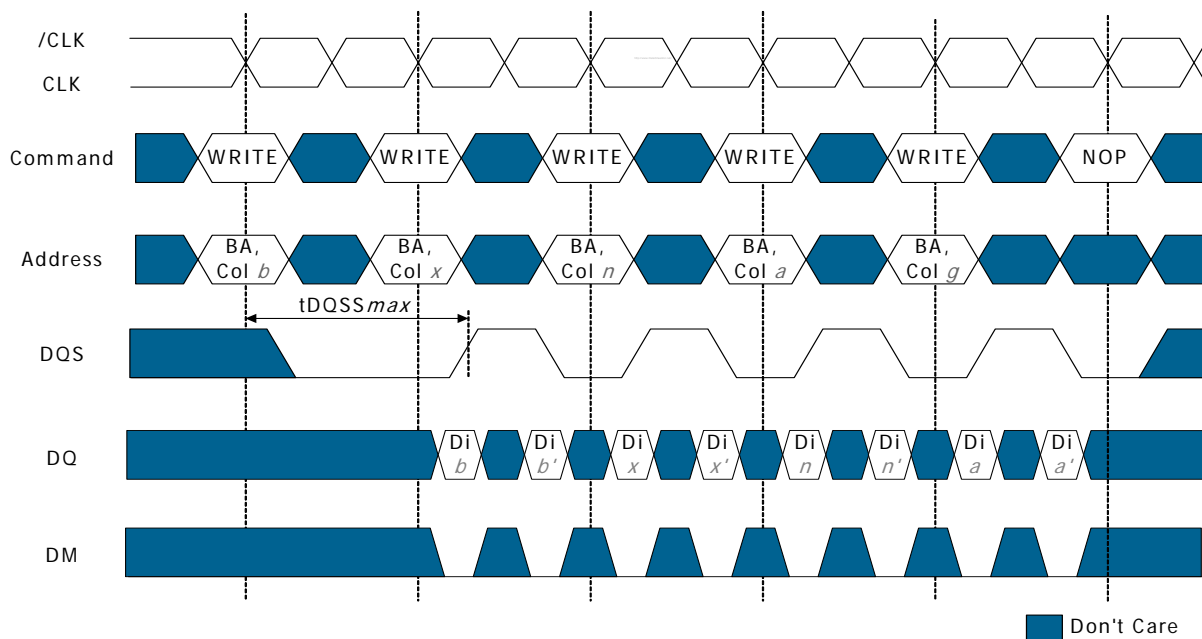 /CLK
CLK
Command
WRITE WRITE WRITE WRITE WRITE NOP
Address
BA, BA, BA, BA, BA,
Col b Col x Col n Col a Col g
tDQSSmax
DQS
DQ
Di Di Di Di Di Di Di Di
b b' x x' n n' a a'
DM
Don't Care